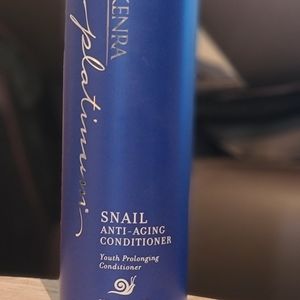 KENRA
platinum
SNAIL
ANTI-AGING
CONDITIONER
Youth Prolonging
Conditioner